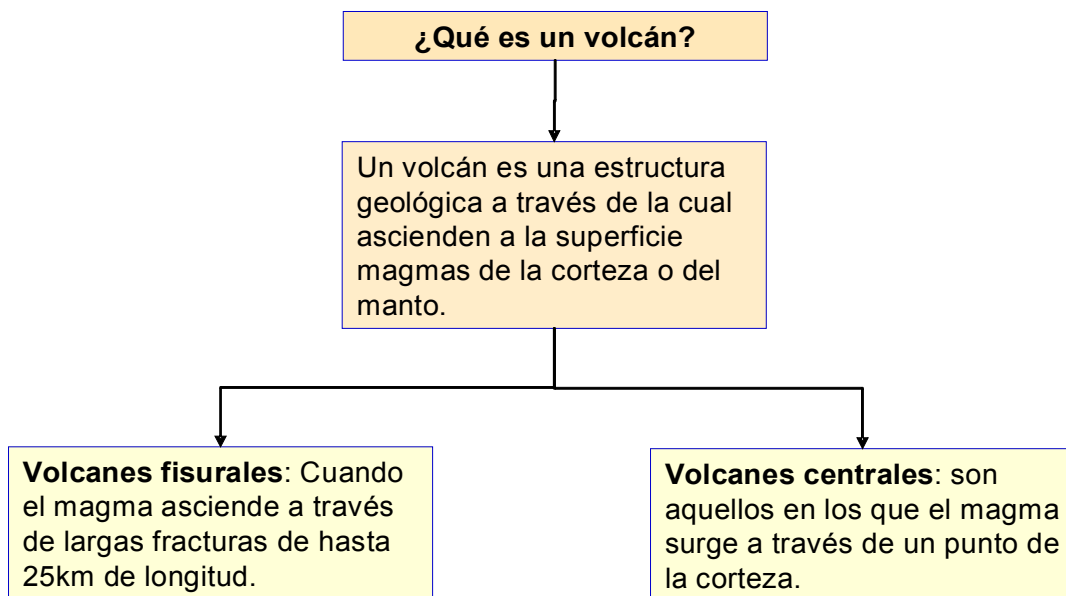 ¿Qué es un volcán?
Un volcán es una estructura
geológica a través de la cual
ascienden a la superficie
magmas de la corteza o del
manto.
Volcanes fisurales: Cuando
el magma asciende a través
de largas fracturas de hasta
25km de longitud.
Volcanes centrales: son
aquellos en los que el magma
surge a través de un punto de
la corteza.